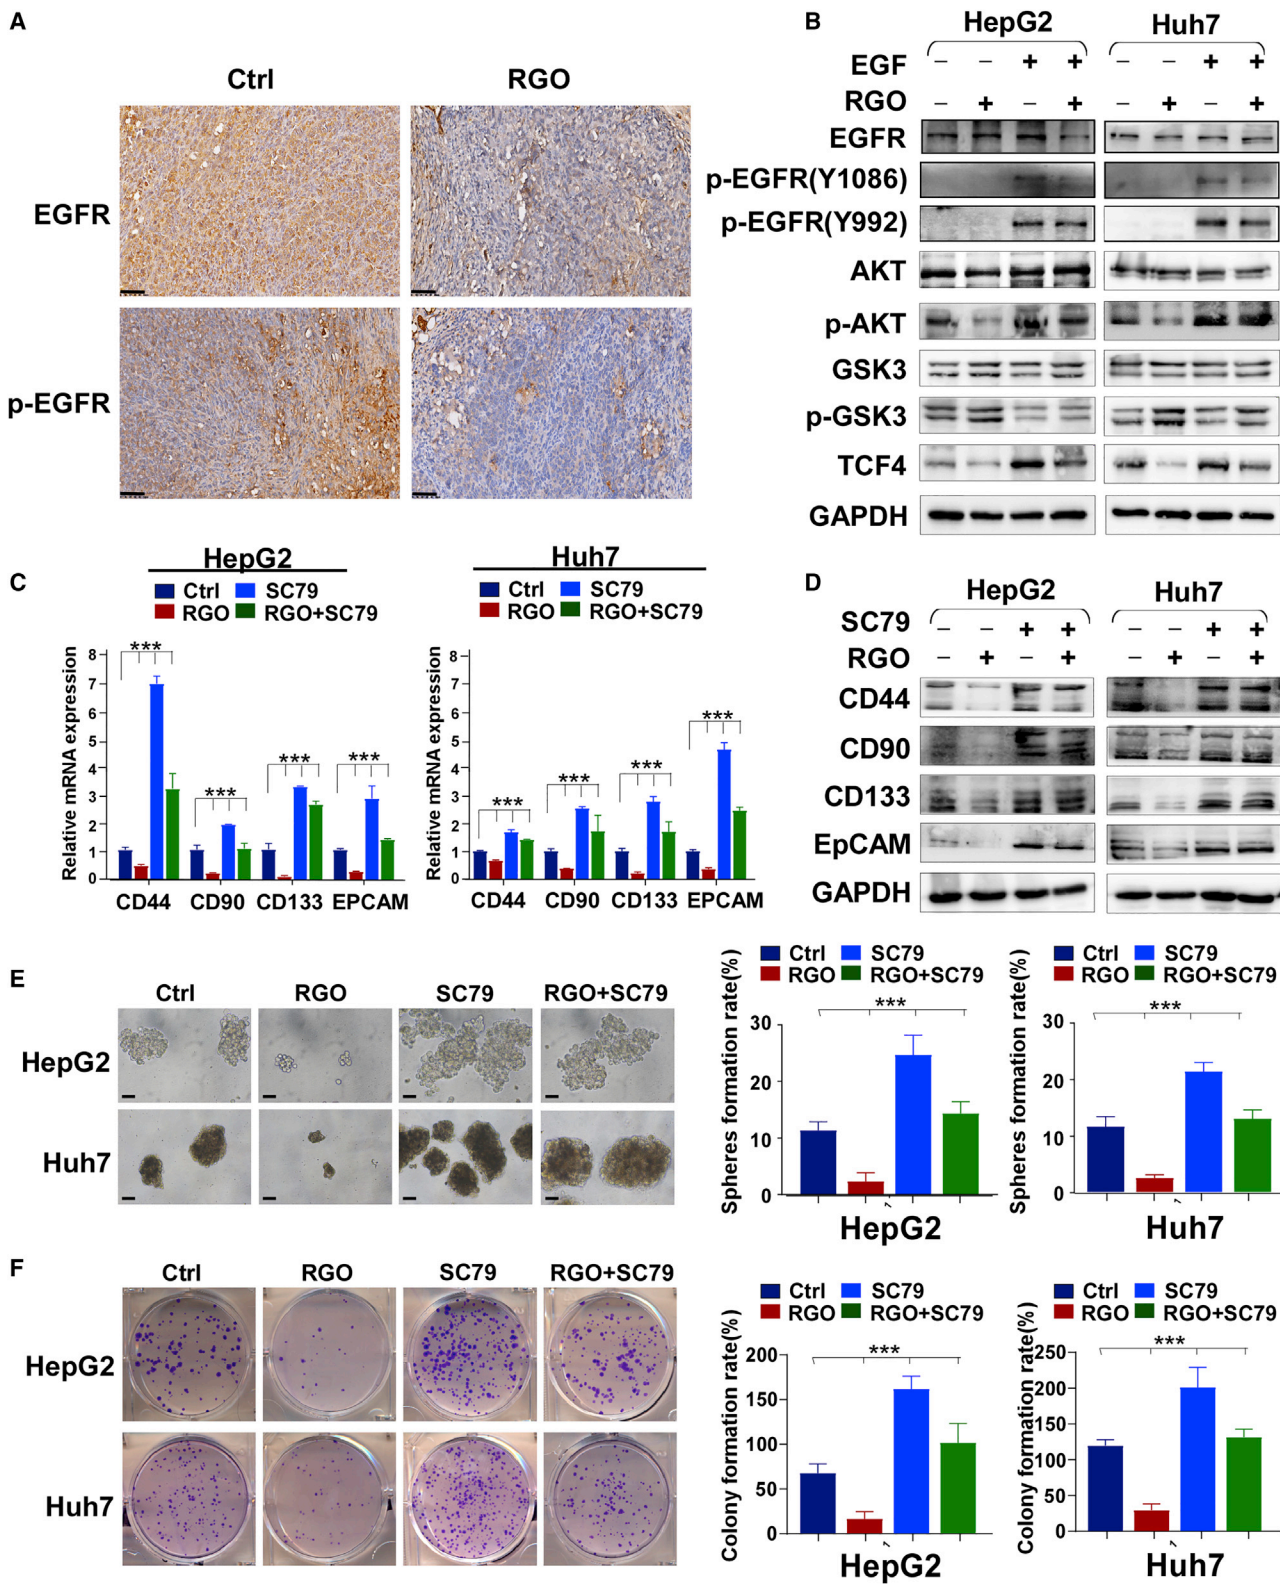 A
Ctrl RGO
EGFR
p-EGFR
B
HepG2 Huh7
EGF − − + + − − + +
RGO − + − + − + − +
EGFR
p-EGFR(Y1086)
p-EGFR(Y992)
AKT
p-AKT
GSK3
p-GSK3
TCF4
GAPDH
C
HepG2
Ctrl SC79
RGO RGO+SC79
Relative mRNA expression
8
7
6
5
4
3
2
1
0
*** *** *** ***
CD44 CD90 CD133 EPCAM
Huh7
Ctrl SC79
RGO RGO+SC79
Relative mRNA expression
8
7
6
5
4
3
2
1
0
*** *** *** ***
CD44 CD90 CD133 EPCAM
D
HepG2 Huh7
SC79 − − + + − − + +
RGO − + − + − + − +
CD44
CD90
CD133
EpCAM
GAPDH
E
Ctrl RGO SC79 RGO+SC79
HepG2
Huh7
Ctrl SC79
RGO RGO+SC79
Spheres formation rate(%)
30
20
10
0
***
HepG2
Ctrl SC79
RGO RGO+SC79
Spheres formation rate(%)
30
20
10
0
***
Huh7
F
Ctrl RGO SC79 RGO+SC79
HepG2
Huh7
Ctrl SC79
RGO RGO+SC79
Colony formation rate(%)
200
150
100
50
0
***
HepG2
Ctrl SC79
RGO RGO+SC79
Colony formation rate(%)
250
200
150
100
50
0
***
Huh7